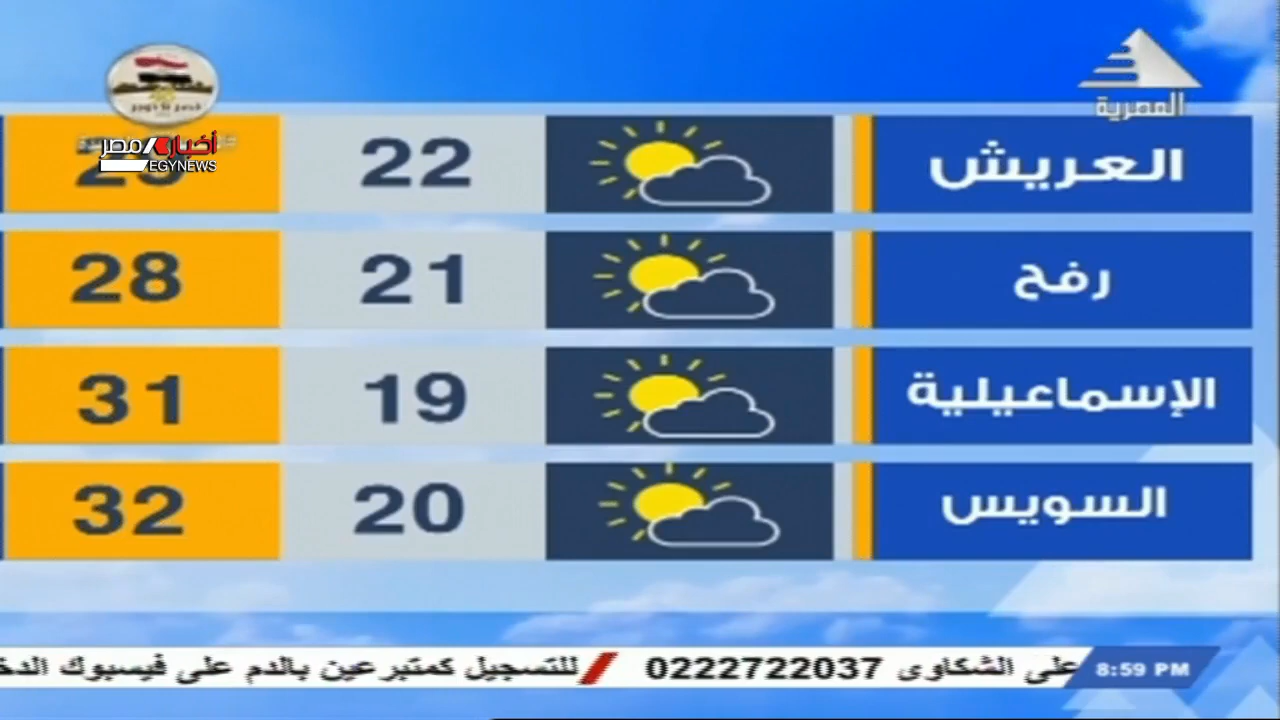 المصرية
أخبار مصر
EGYNEWS
العريش 22
رفح 21 28
الإسماعيلية 19 31
السويس 20 32
8:59 PM
على الشكاوى 0222722037 للتسجيل كمتبرعين بالدم على فيسبوك